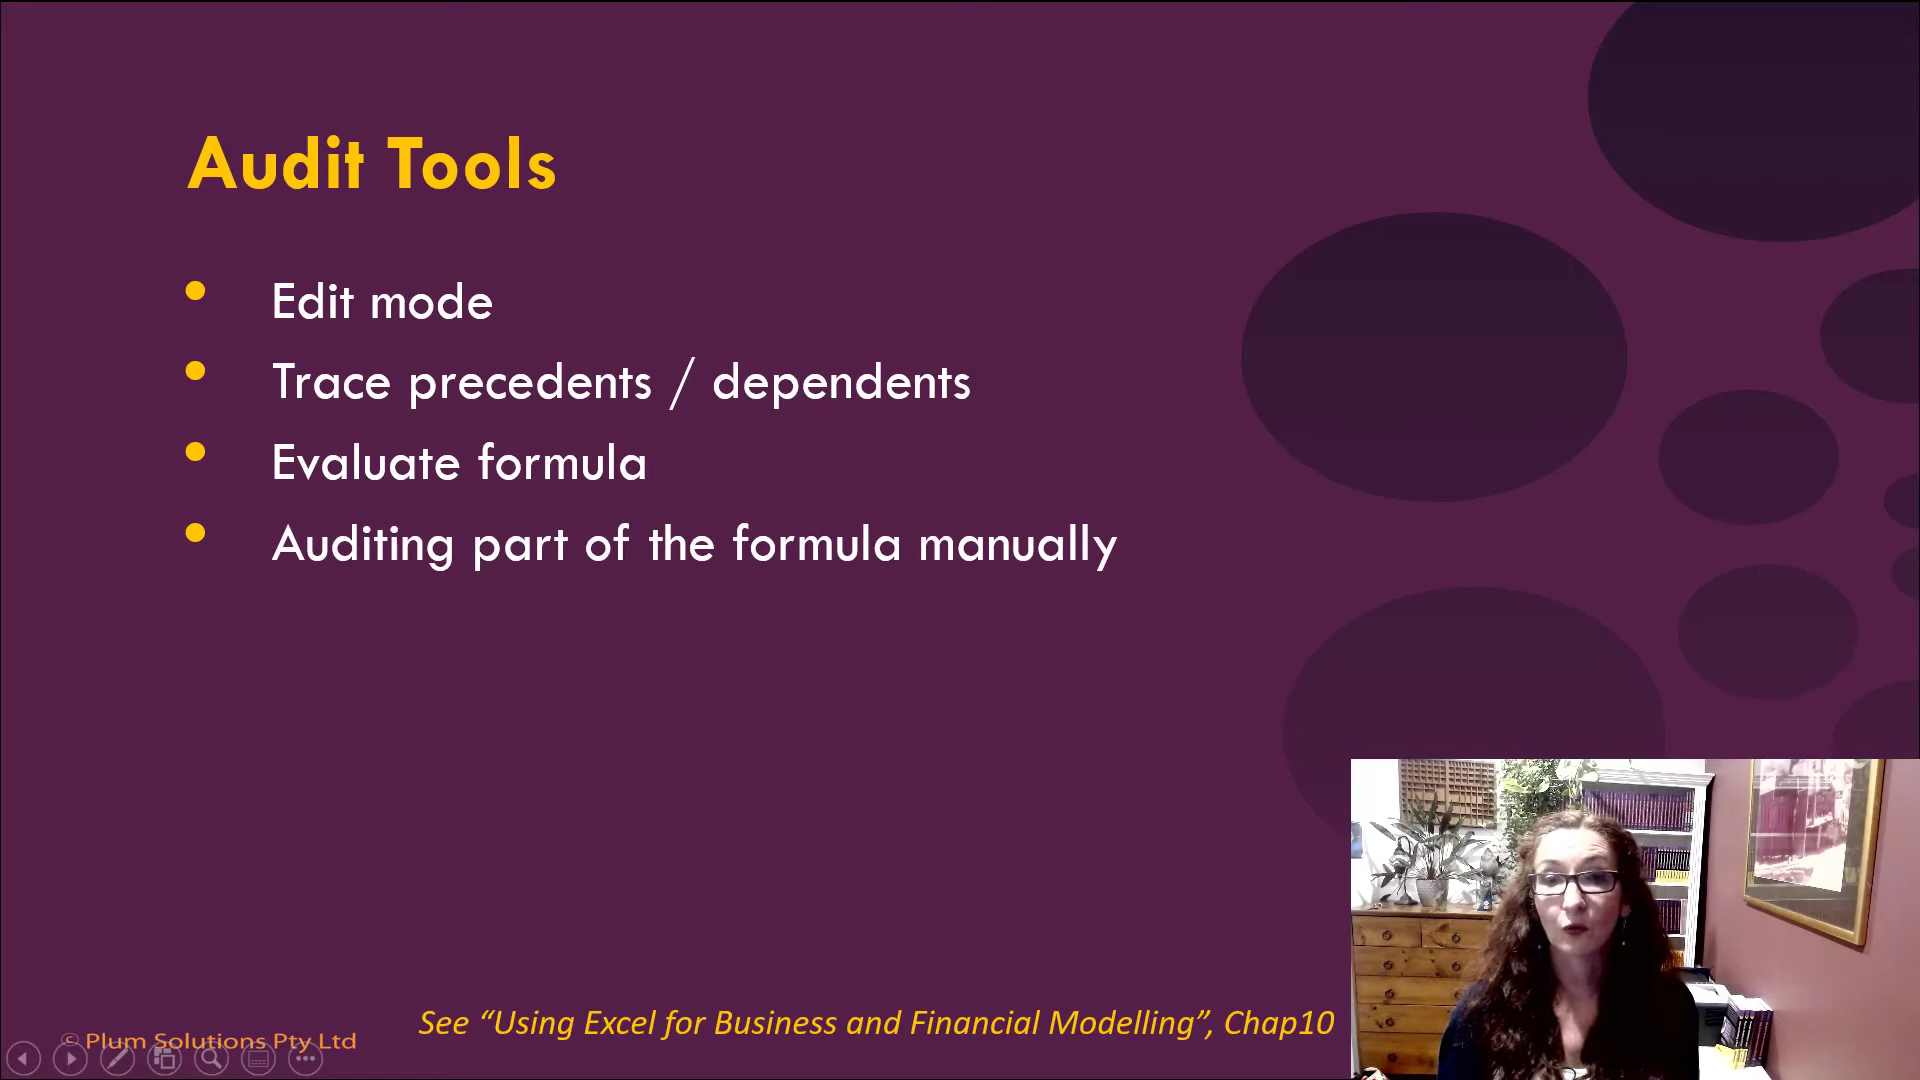 Audit Tools
• Edit mode
• Trace precedents / dependents
• Evaluate formula
• Auditing part of the formula manually
See “Using Excel for Business and Financial Modelling”, Chap10
© Plum Solutions Pty Ltd